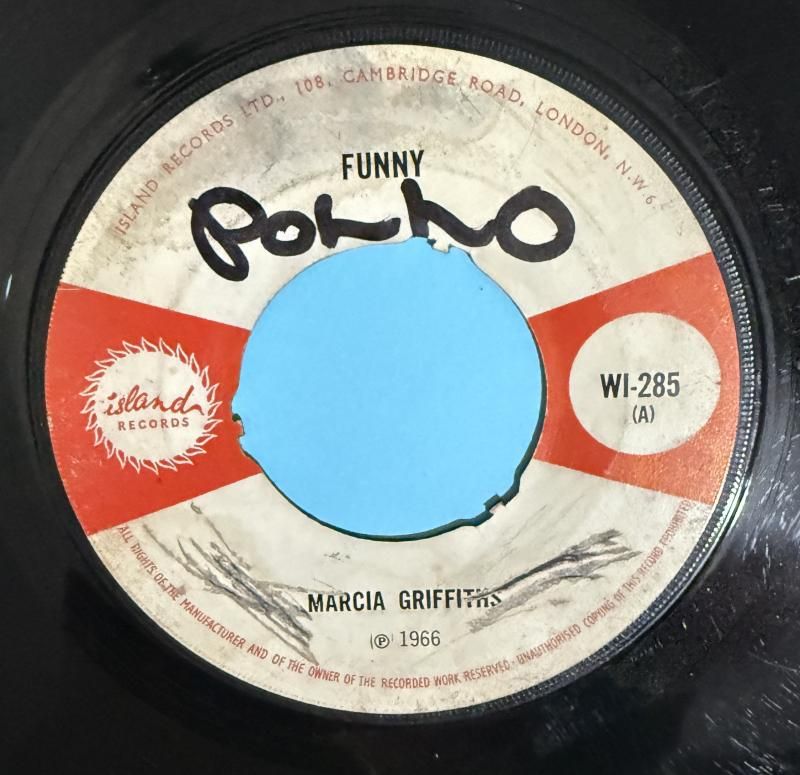 ISLAND RECORDS LTD., 108, CAMBRIDGE ROAD, LONDON, N.W.6.
FUNNY
island
RECORDS
WI-285
(A)
MARCIA GRIFFITHS
℗ 1966
ALL RIGHTS OF THE MANUFACTURER AND OF THE OWNER OF THE RECORDED WORK RESERVED · UNAUTHORISED COPYING OF THIS RECORD PROHIBITED